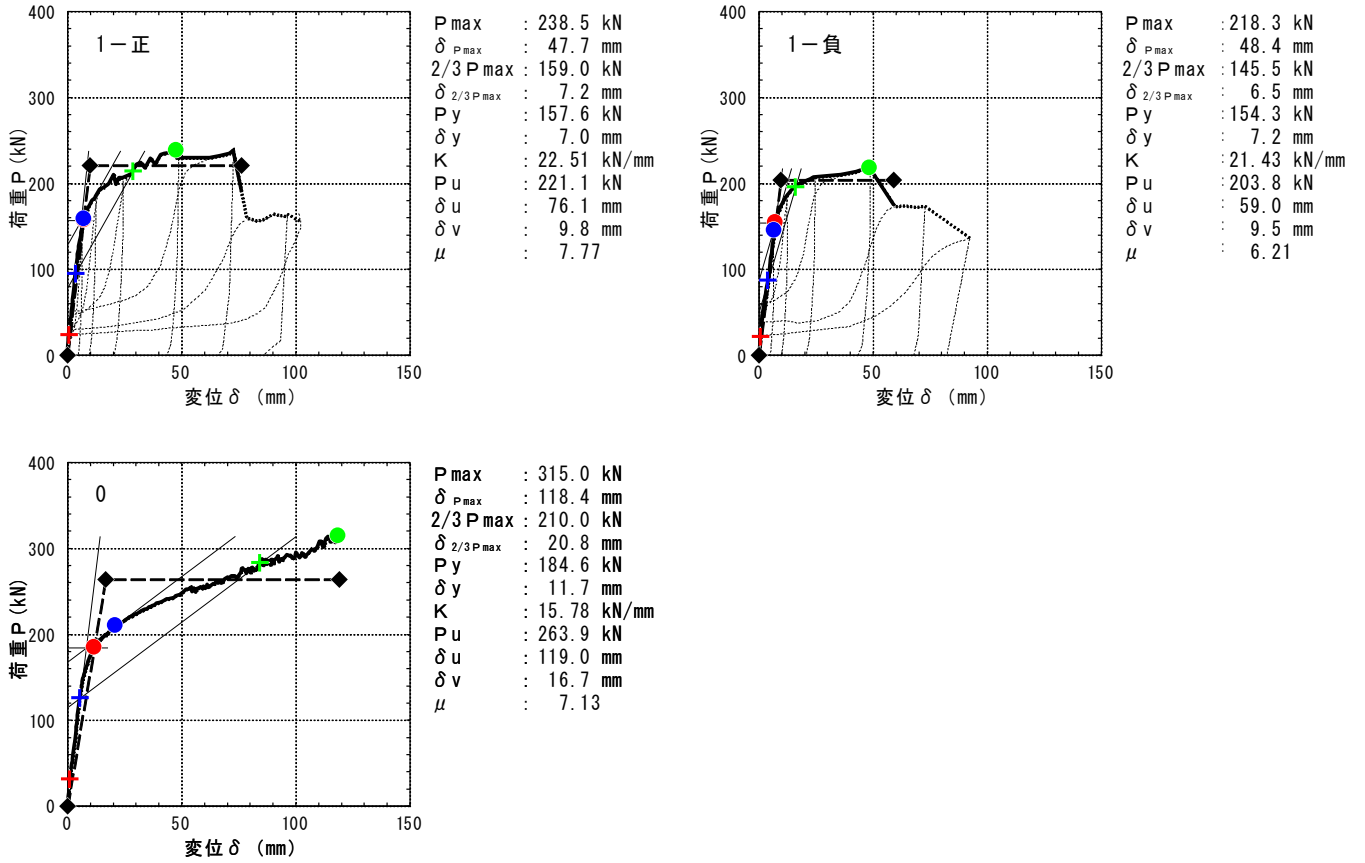 400
300
200
100
0
荷重P(kN)
1-正
0
50
100
150
変位δ (mm)
Pmax : 238.5 kN
δPmax : 47.7 mm
2/3Pmax : 159.0 kN
δ2/3Pmax : 7.2 mm
Py : 157.6 kN
δy : 7.0 mm
K : 22.51 kN/mm
Pu : 221.1 kN
δu : 76.1 mm
δv : 9.8 mm
μ : 7.77
400
300
200
100
0
荷重P(kN)
1-負
0
50
100
150
変位δ (mm)
Pmax : 218.3 kN
δPmax : 48.4 mm
2/3Pmax : 145.5 kN
δ2/3Pmax : 6.5 mm
Py : 154.3 kN
δy : 7.2 mm
K : 21.43 kN/mm
Pu : 203.8 kN
δu : 59.0 mm
δv : 9.5 mm
μ : 6.21
400
300
200
100
0
荷重P(kN)
0
0
50
100
150
変位δ (mm)
Pmax : 315.0 kN
δPmax : 118.4 mm
2/3Pmax : 210.0 kN
δ2/3Pmax : 20.8 mm
Py : 184.6 kN
δy : 11.7 mm
K : 15.78 kN/mm
Pu : 263.9 kN
δu : 119.0 mm
δv : 16.7 mm
μ : 7.13